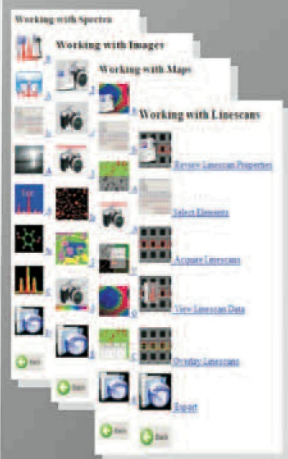 Working with Spectra
Working with Images
Working with Maps
Working with Linescans
Review Linescan Properties
Select Elements
Acquire Linescans
View Linescan Data
Overlay Linescans
Export
Back
Back
Back
Back